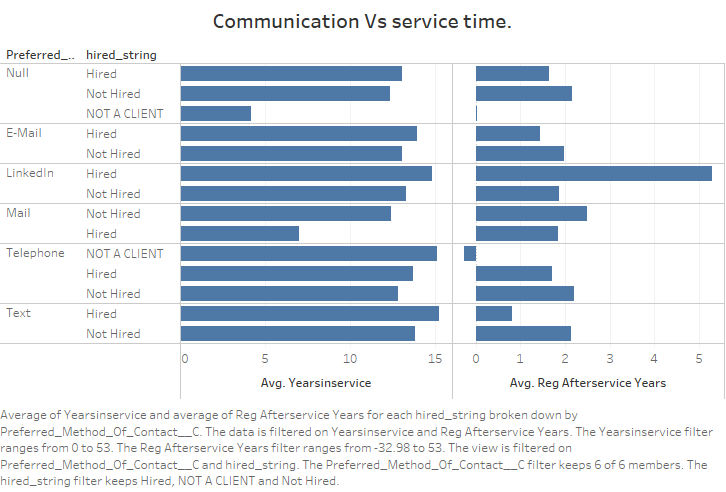 Communication Vs service time.
Preferred_.. hired_string
Null Hired
Not Hired
NOT A CLIENT
E-Mail Hired
Not Hired
LinkedIn Hired
Not Hired
Mail Not Hired
Hired
Telephone NOT A CLIENT
Hired
Not Hired
Text Hired
Not Hired
0 5 10 15 0 1 2 3 4 5
Avg. Yearsinservice Avg. Reg Afterservice Years
Average of Yearsinservice and average of Reg Afterservice Years for each hired_string broken down by
Preferred_Method_Of_Contact__C. The data is filtered on Yearsinservice and Reg Afterservice Years. The Yearsinservice filter
ranges from 0 to 53. The Reg Afterservice Years filter ranges from -32.98 to 53. The view is filtered on
Preferred_Method_Of_Contact__C and hired_string. The Preferred_Method_Of_Contact__C filter keeps 6 of 6 members. The
hired_string filter keeps Hired, NOT A CLIENT and Not Hired.